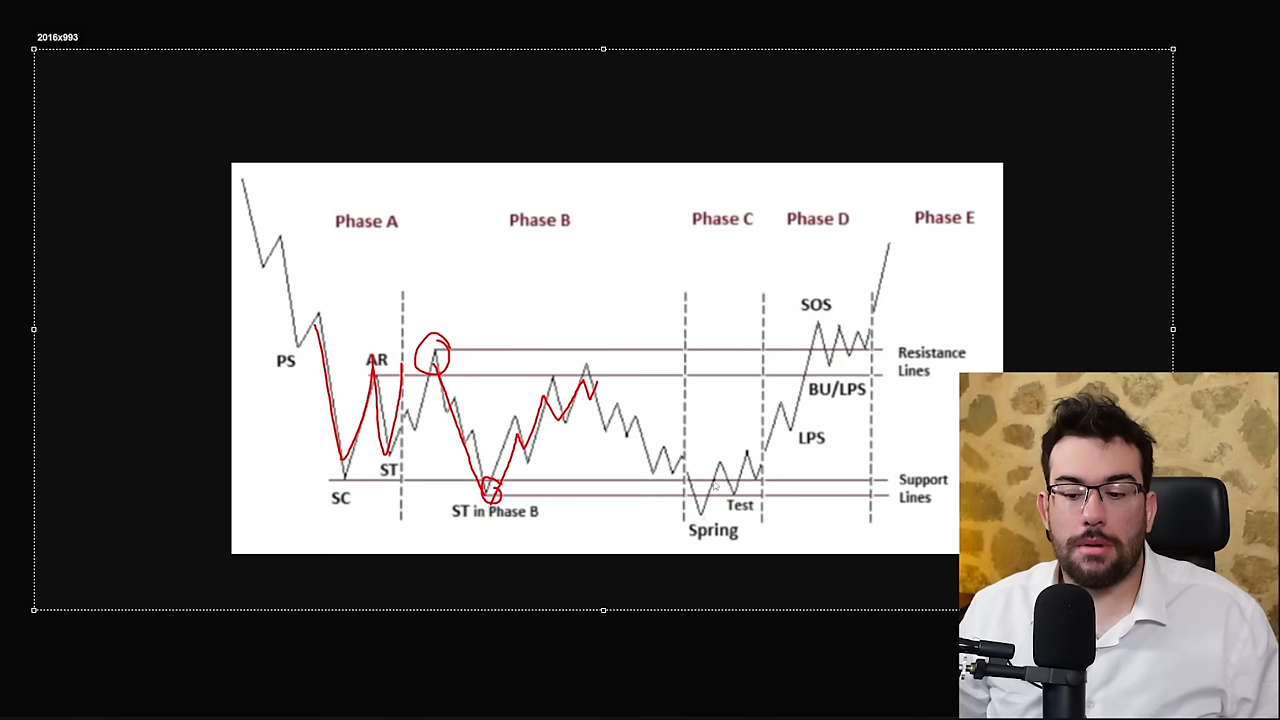 2016x993
Phase A
Phase B
Phase C
Phase D
Phase E
SOS
PS
AR
Resistance
Lines
BU/LPS
LPS
ST
SC
Support
Lines
ST in Phase B
Test
Spring